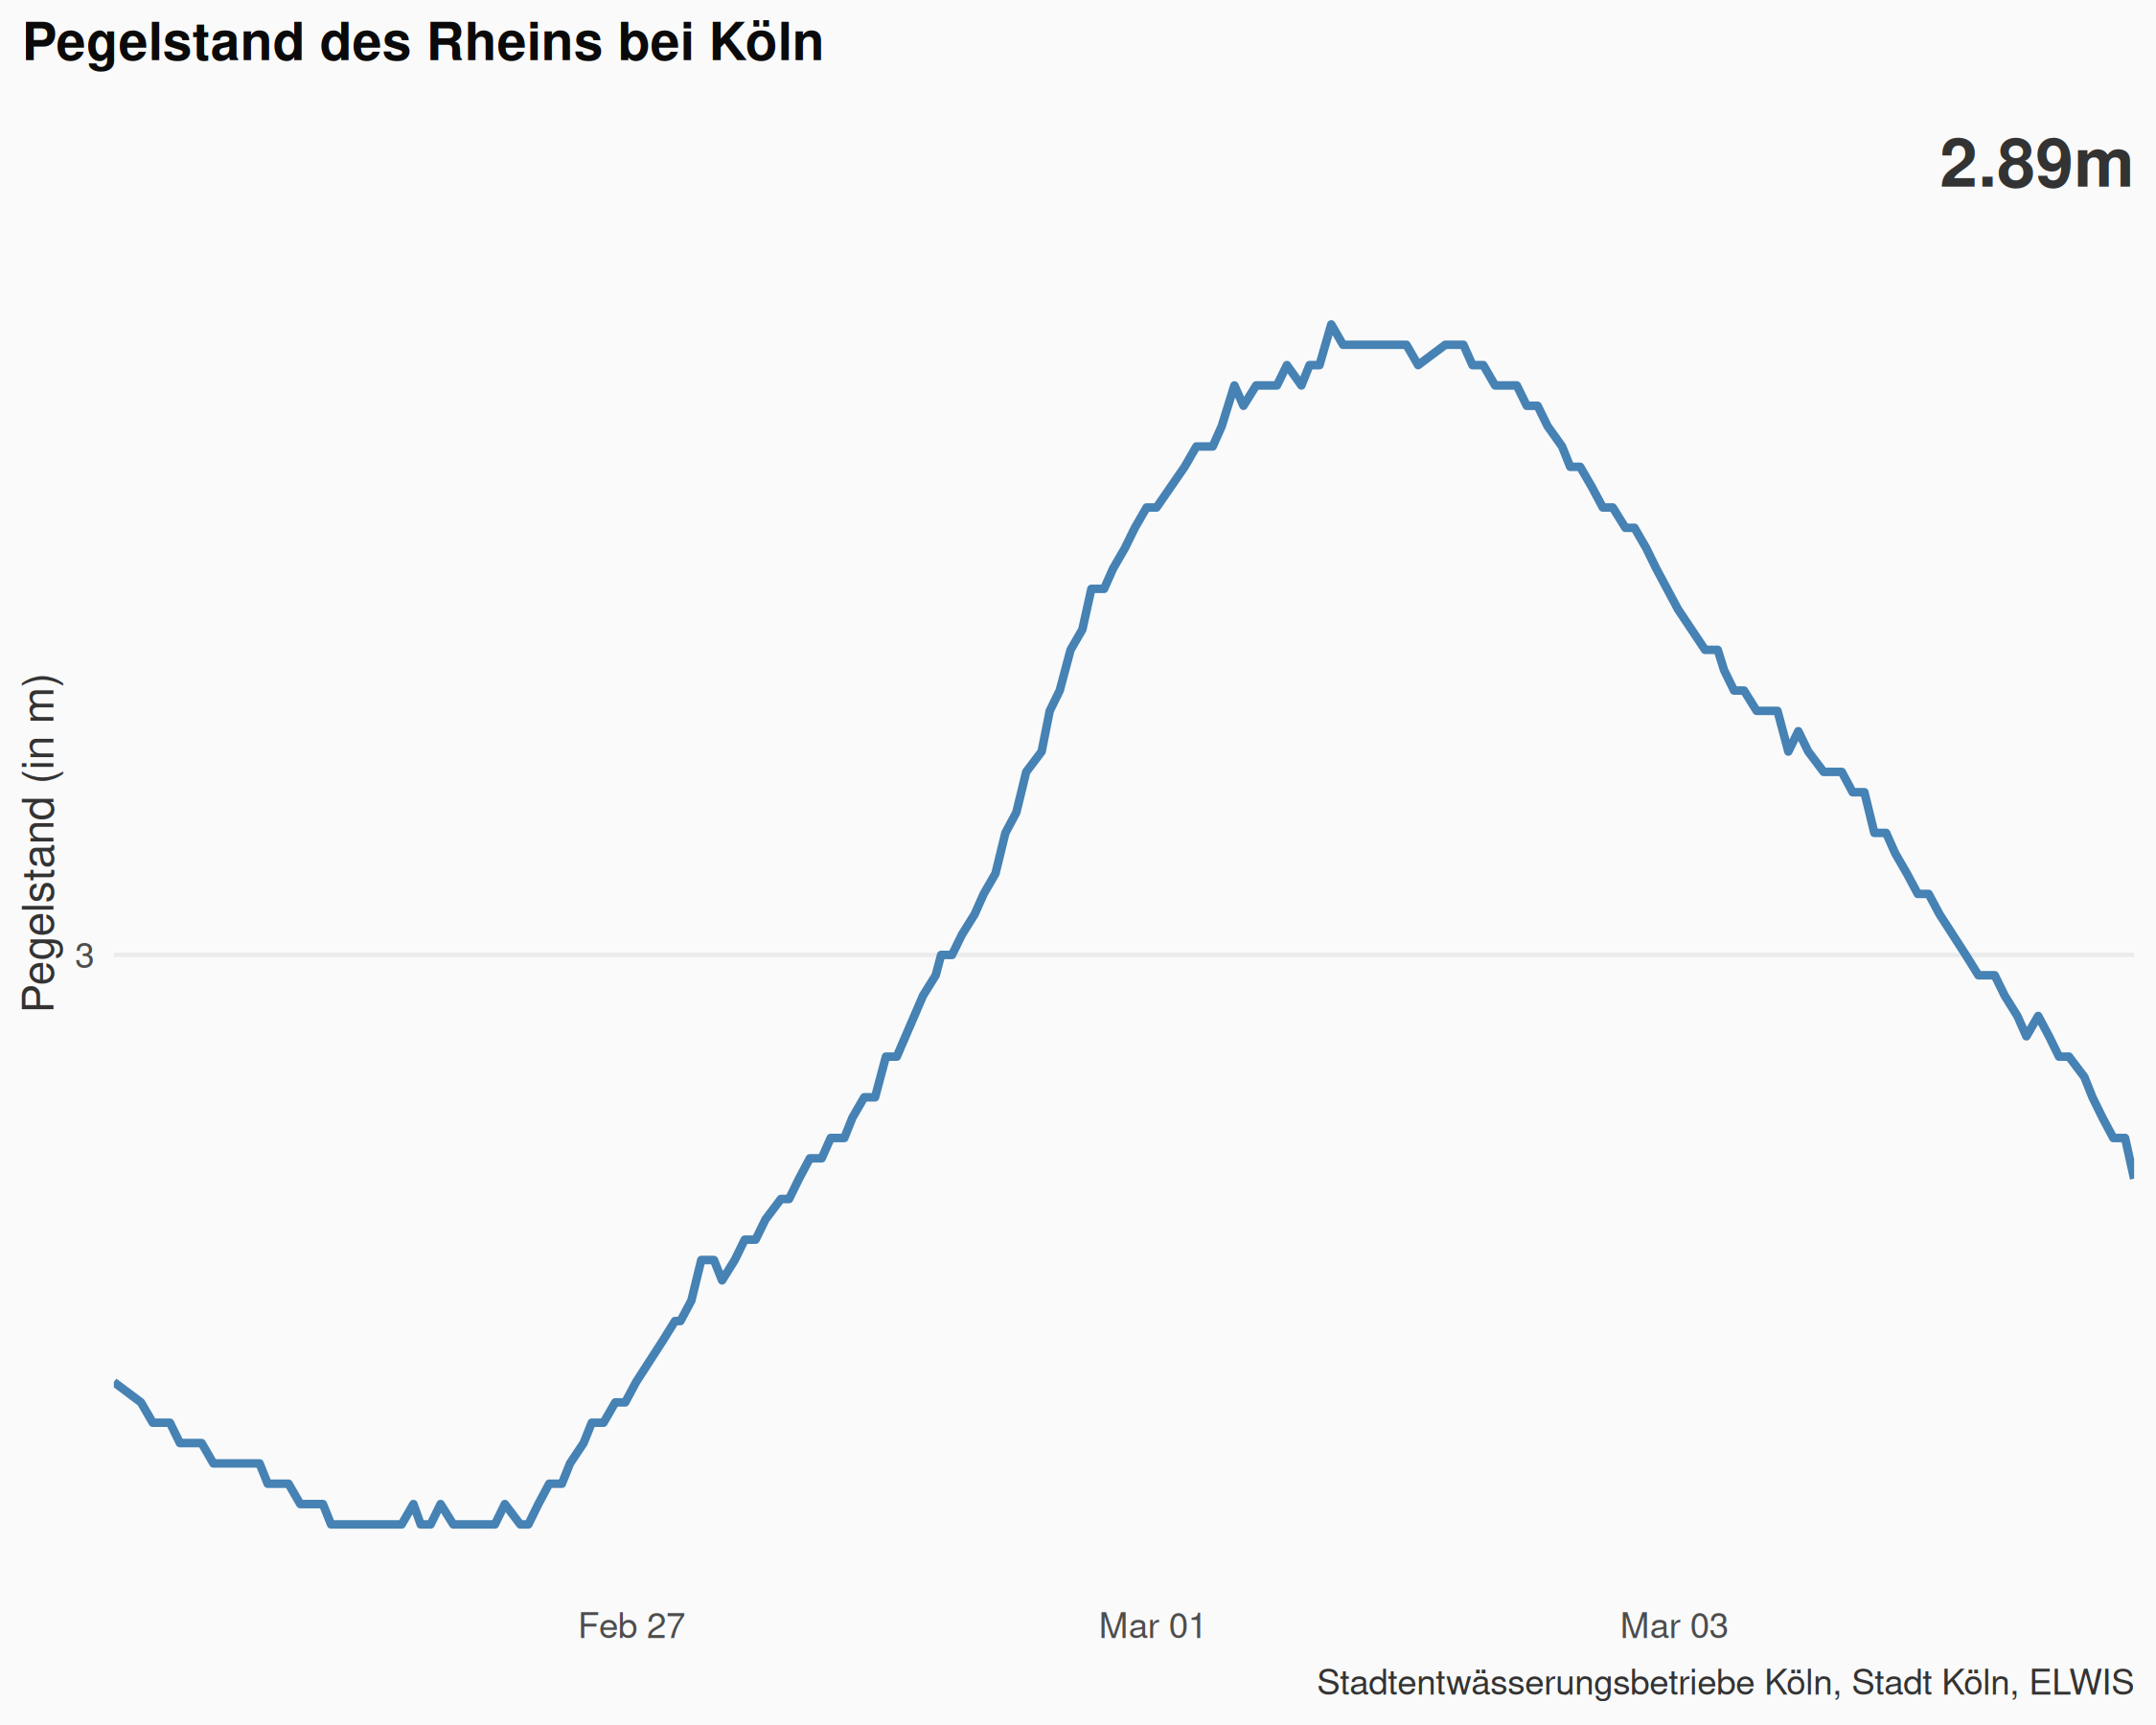 Pegelstand des Rheins bei Köln
2.89m
Pegelstand (in m)
3
Feb 27
Mar 01
Mar 03
Stadtentwässerungsbetriebe Köln, Stadt Köln, ELWIS